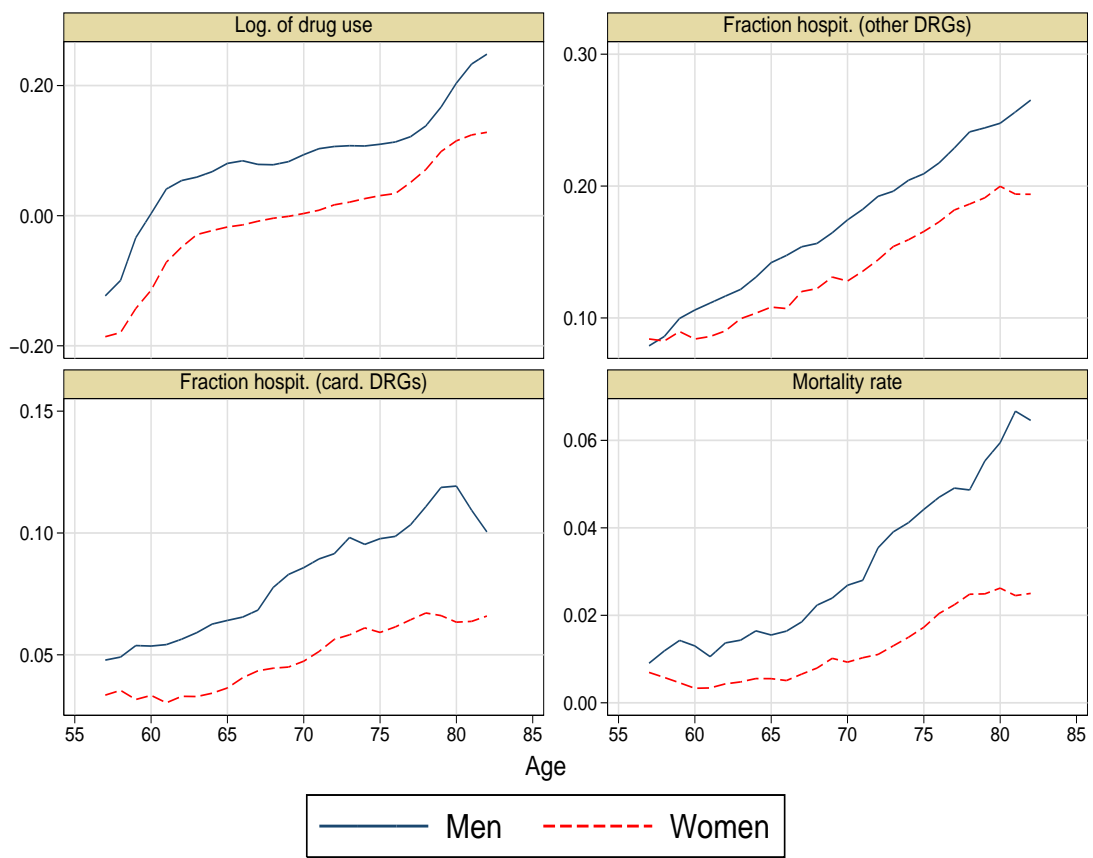 Log. of drug use
Fraction hospit. (other DRGs)
0.20
0.00
−0.20
0.30
0.20
0.10
Fraction hospit. (card. DRGs)
Mortality rate
0.15
0.10
0.05
0.06
0.04
0.02
0.00
55 60 65 70 75 80 85
55 60 65 70 75 80 85
Age
Men Women